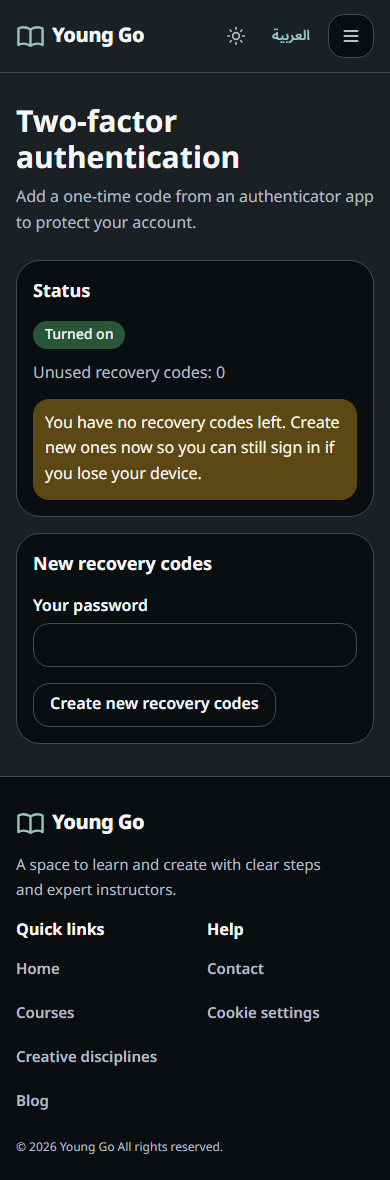 Young Go
العربية
Two-factor
authentication
Add a one-time code from an authenticator app
to protect your account.
Status
Turned on
Unused recovery codes: 0
You have no recovery codes left. Create
new ones now so you can still sign in if
you lose your device.
New recovery codes
Your password
Create new recovery codes
Young Go
A space to learn and create with clear steps
and expert instructors.
Quick links
Help
Home
Contact
Courses
Cookie settings
Creative disciplines
Blog
© 2026 Young Go All rights reserved.